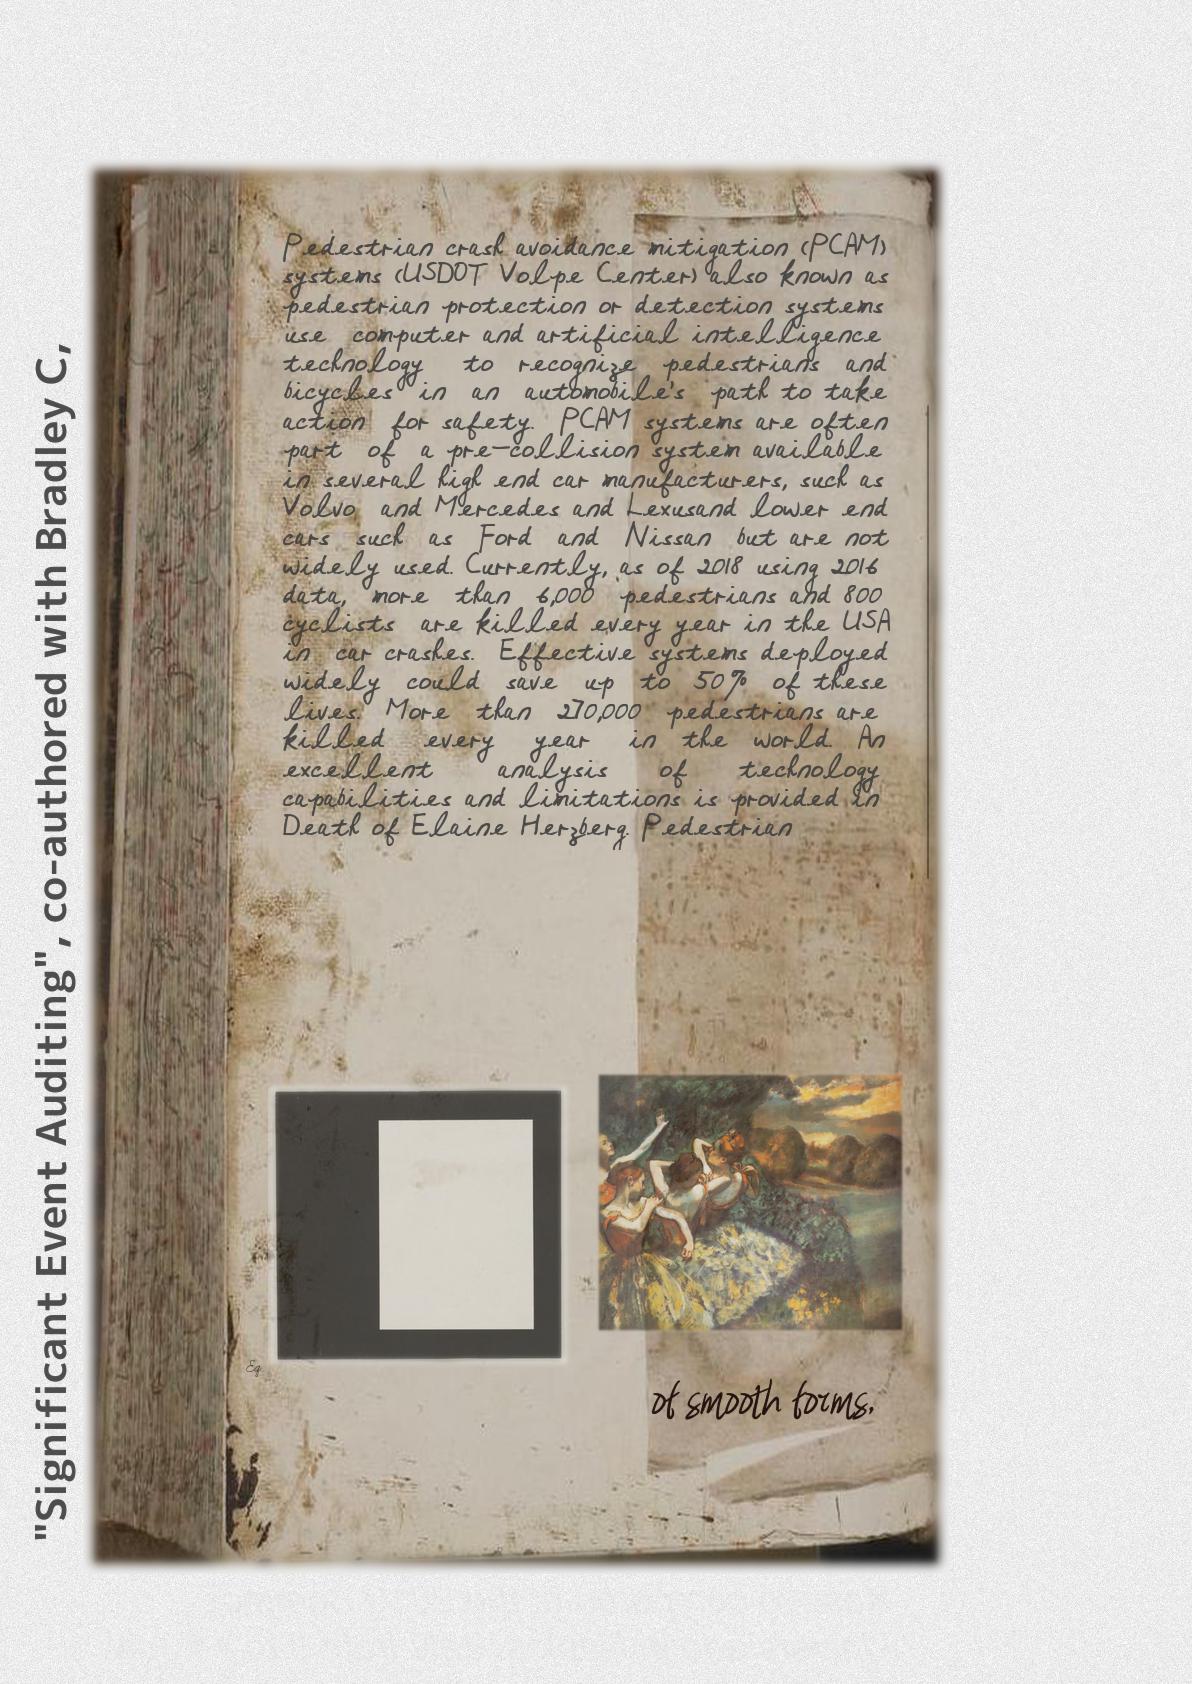 "Significant Event Auditing", co-authored with Bradley C,
Pedestrian crash avoidance mitigation (PCAM)
systems (USDOT Volpe Center) also known as
pedestrian protection or detection systems
use computer and artificial intelligence
technology to recognize pedestrians and
bicycles in an automobile's path to take
action for safety. PCAM systems are often
part of a pre-collision system available
in several high end car manufacturers, such as
Volvo and Mercedes and Lexusand lower end
cars such as Ford and Nissan but are not
widely used. Currently, as of 2018 using 2016
data, more than 6,000 pedestrians and 800
cyclists are killed every year in the USA
in car crashes. Effective systems deployed
widely could save up to 50% of these
lives. More than 270,000 pedestrians are
killed every year in the world. An
excellent analysis of technology
capabilities and limitations is provided in
Death of Elaine Herzberg. Pedestrian
Eq
of smooth forms.